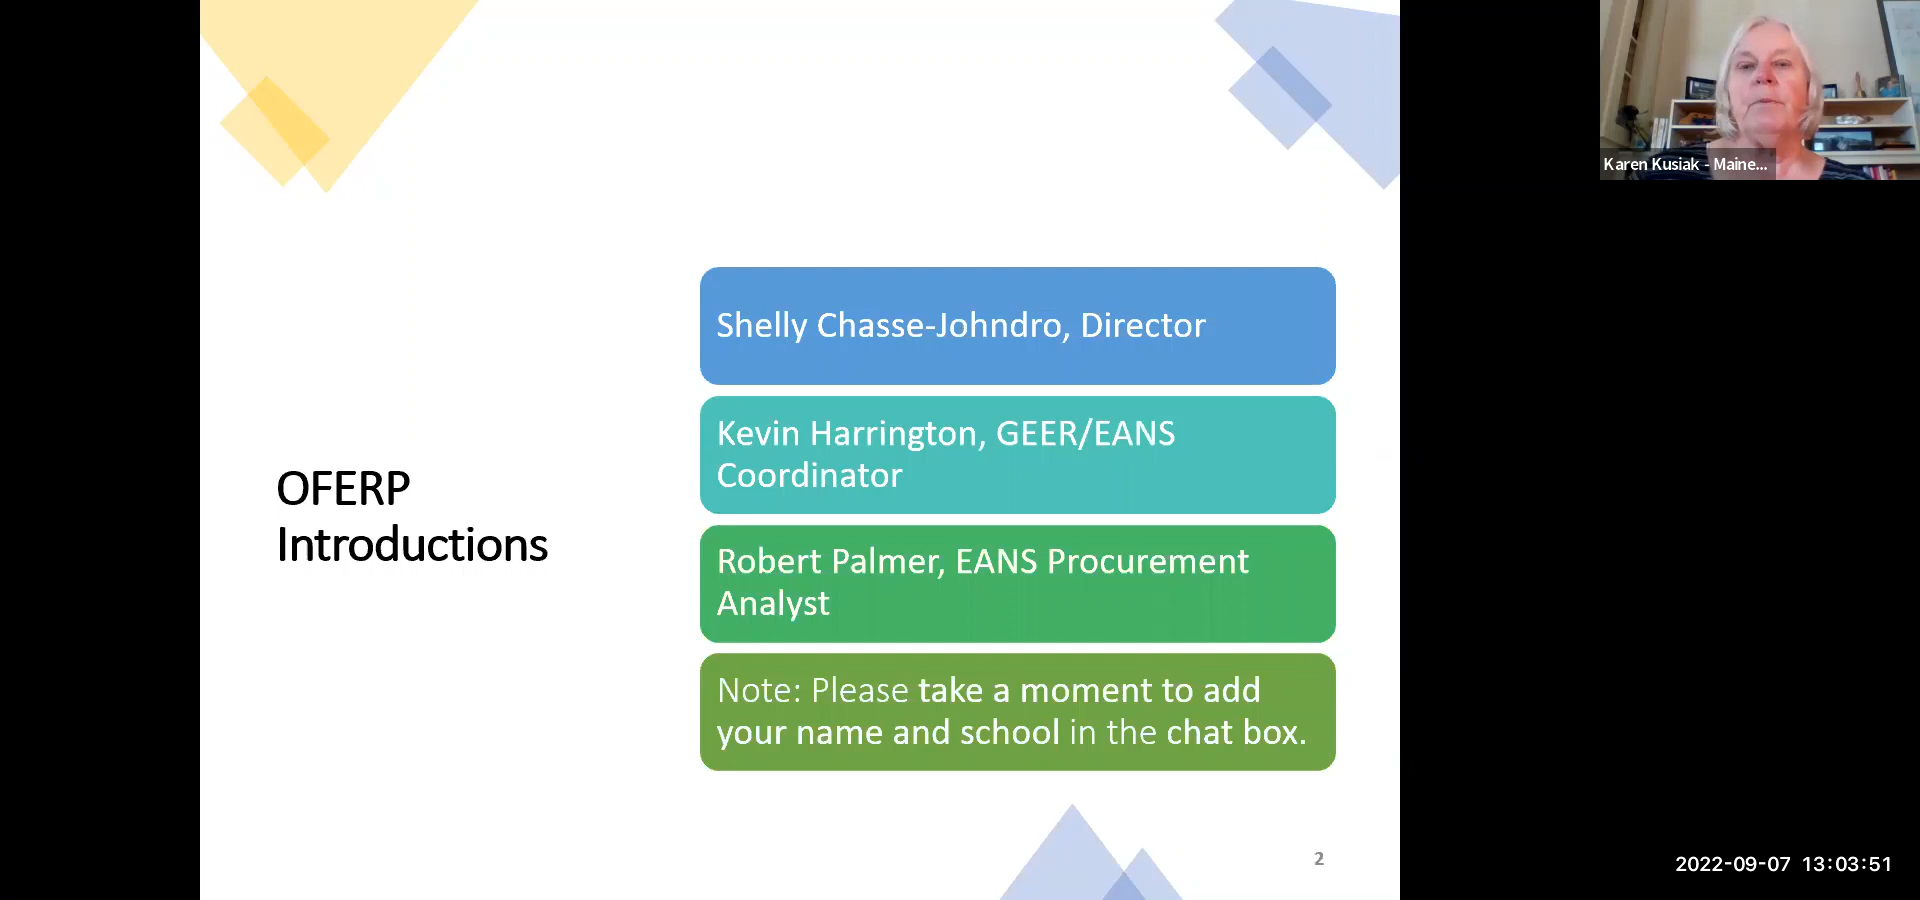 OFERP
Introductions
Shelly Chasse-Johndro, Director
Kevin Harrington, GEER/EANS
Coordinator
Robert Palmer, EANS Procurement
Analyst
Note: Please take a moment to add
your name and school in the chat box.
2
Karen Kusiak - Maine...
2022-09-07 13:03:51